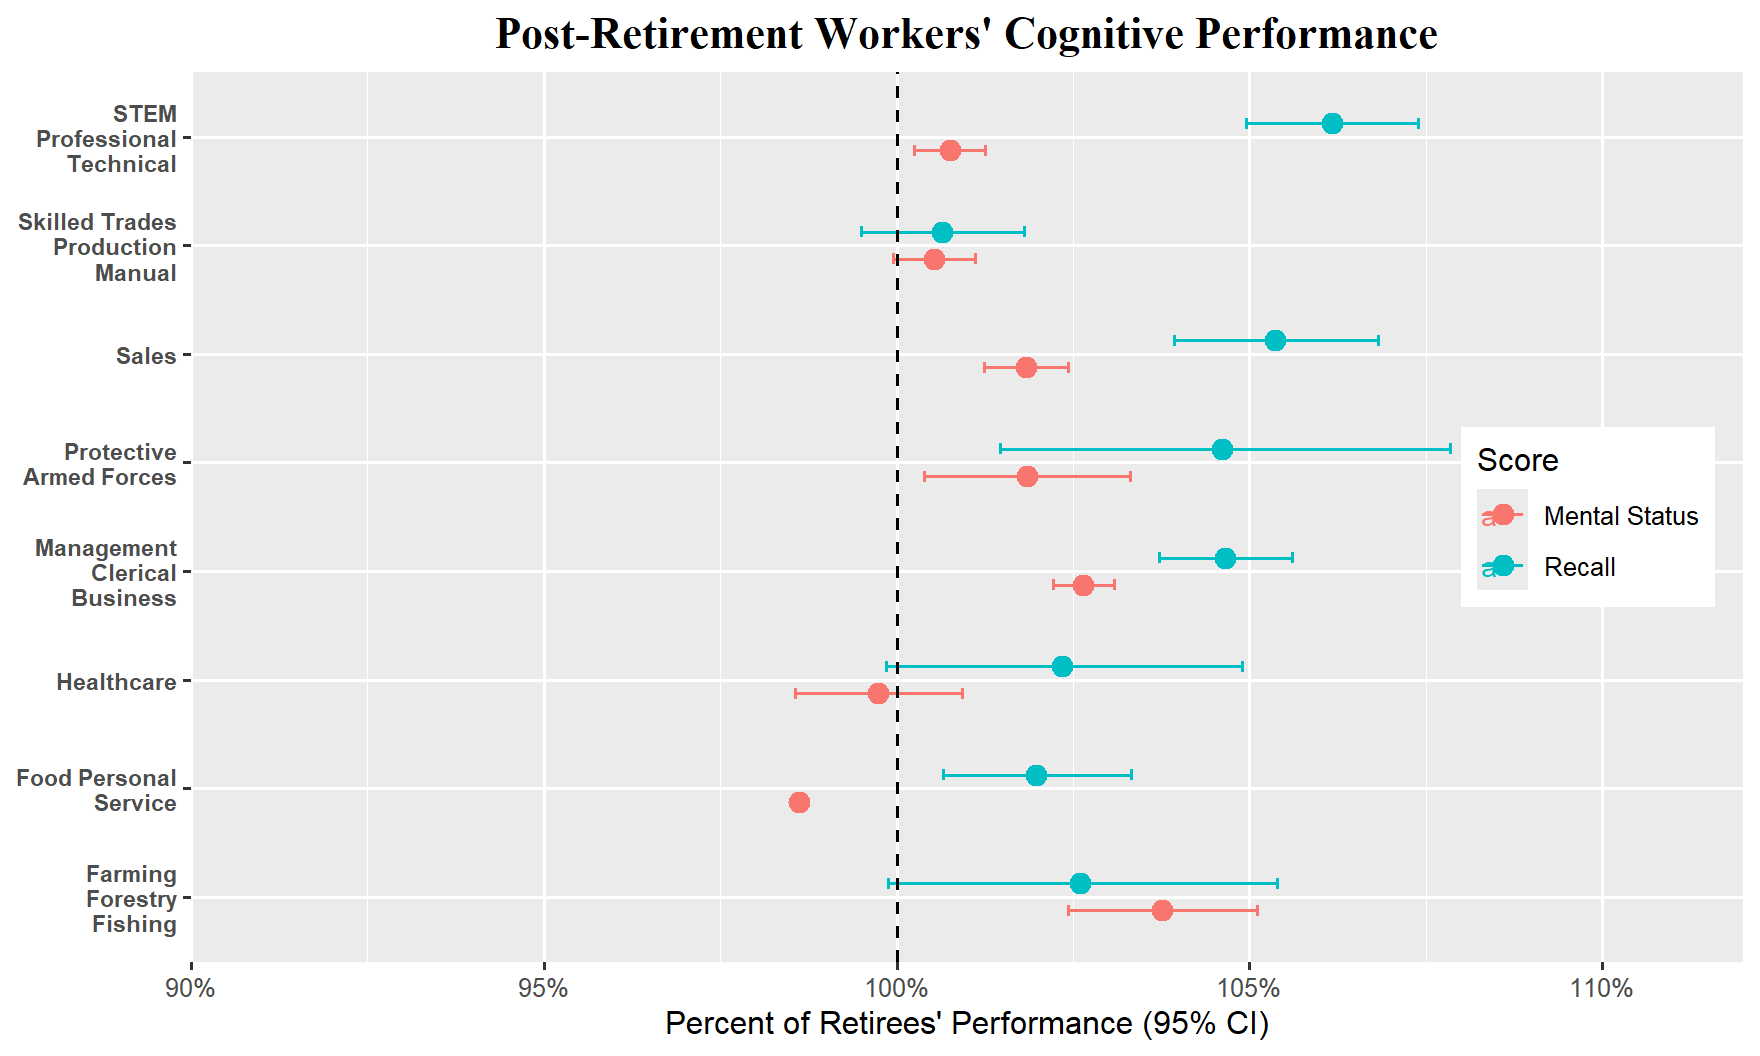 Post-Retirement Workers' Cognitive Performance
STEM
Professional
Technical
Skilled Trades
Production
Manual
Sales
Protective
Armed Forces
Management
Clerical
Business
Healthcare
Food Personal
Service
Farming
Forestry
Fishing
Score
a Mental Status
a Recall
90% 95% 100% 105% 110%
Percent of Retirees' Performance (95% CI)